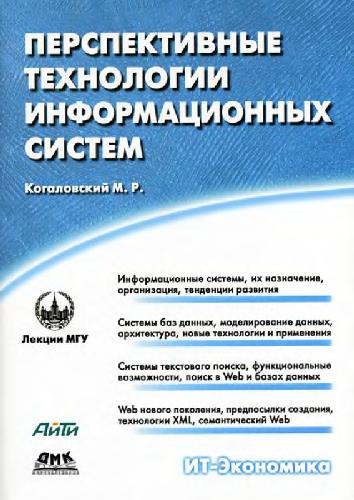 ПЕРСПЕКТИВНЫЕ
ТЕХНОЛОГИИ
ИНФОРМАЦИОННЫХ
СИСТЕМ
Когаловский М. Р.
Информационные системы, их назначение,
организация, тенденции развития
Лекции МГУ
Системы баз данных, моделирование данных,
архитектура, новые технологии и применения
Системы текстового поиска, функциональные
возможности, поиск в Web и базах данных
Web нового поколения, предпосылки создания,
технологии XML, семантический Web
АйТи
ДМК
ИТ-Экономика